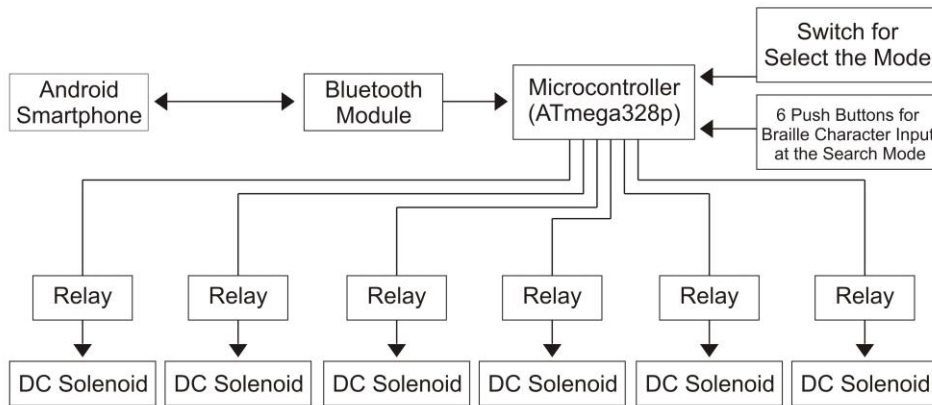 Android
Smartphone
Bluetooth
Module
Microcontroller
(ATmega328p)
Switch for
Select the Mode
6 Push Buttons for
Braille Character Input
at the Search Mode
Relay
Relay
Relay
Relay
Relay
Relay
DC Solenoid
DC Solenoid
DC Solenoid
DC Solenoid
DC Solenoid
DC Solenoid